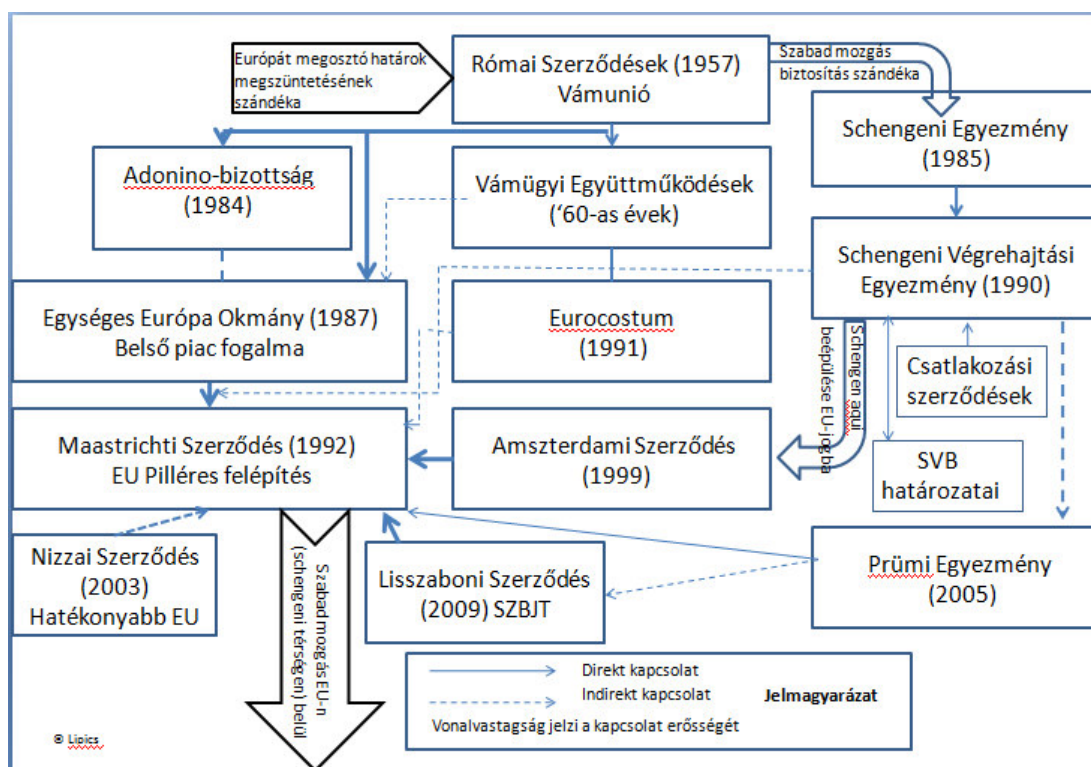 Európát megosztó határok
megszüntetésének
szándéka
Római Szerződések (1957)
Vámunió
Szabad mozgás
biztosítás szándéka
Schengeni Egyezmény
(1985)
Adonino-bizottság
(1984)
Vámügyi Együttműködések
(‘60-as évek)
Schengeni Végrehajtási
Egyezmény (1990)
Egységes Európa Okmány (1987)
Belső piac fogalma
Eurocostum
(1991)
Schengen aqui
beépülése EU-jogba
Csatlakozási
szerződések
Maastrichti Szerződés (1992)
EU Pilléres felépítés
Amszterdami Szerződés
(1999)
SVB
határozatai
Nizzai Szerződés
(2003)
Hatékonyabb EU
Szabad mozgás EU-n
(schengeni térségen) belül
Lisszaboni Szerződés
(2009) SZBJT
Prümi Egyezmény
(2005)
Direkt kapcsolat
Indirekt kapcsolat
Jelmagyarázat
Vonalvastagság jelzi a kapcsolat erősségét
© Lipics